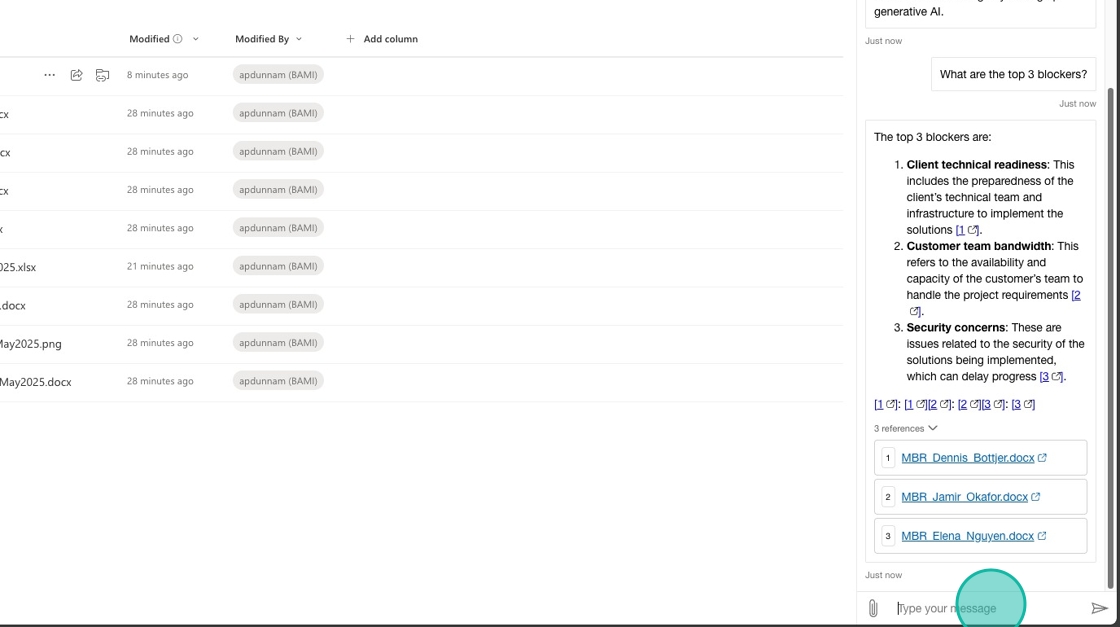 Modified
Modified By
+ Add column
... 8 minutes ago apdunnam (BAMI)
cx 28 minutes ago apdunnam (BAMI)
cx 28 minutes ago apdunnam (BAMI)
cx 28 minutes ago apdunnam (BAMI)
x 28 minutes ago apdunnam (BAMI)
025.xlsx 21 minutes ago apdunnam (BAMI)
.docx 28 minutes ago apdunnam (BAMI)
May2025.png 28 minutes ago apdunnam (BAMI)
May2025.docx 28 minutes ago apdunnam (BAMI)
generative AI.
Just now
What are the top 3 blockers?
Just now
The top 3 blockers are:
1. Client technical readiness: This
includes the preparedness of the
client's technical team and
infrastructure to implement the
solutions [1].
2. Customer team bandwidth: This
refers to the availability and
capacity of the customer's team to
handle the project requirements [2
].
3. Security concerns: These are
issues related to the security of the
solutions being implemented,
which can delay progress [3].
[1]: [1][2]: [2][3]: [3]
3 references
1 MBR_Dennis_Bottjer.docx
2 MBR_Jamir_Okafor.docx
3 MBR_Elena_Nguyen.docx
Just now
Type your message